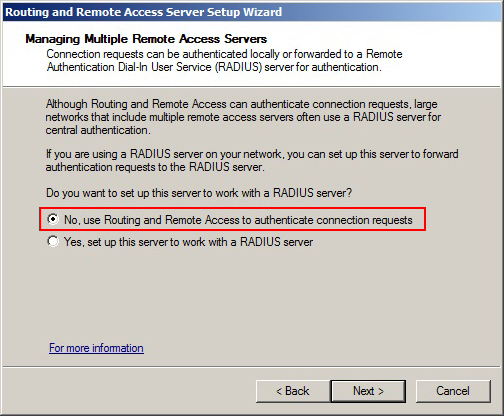 Routing and Remote Access Server Setup Wizard
Managing Multiple Remote Access Servers
Connection requests can be authenticated locally or forwarded to a Remote
Authentication Dial-In User Service (RADIUS) server for authentication.
Although Routing and Remote Access can authenticate connection requests, large
networks that include multiple remote access servers often use a RADIUS server for
central authentication.
If you are using a RADIUS server on your network, you can set up this server to forward
authentication requests to the RADIUS server.
Do you want to set up this server to work with a RADIUS server?
No, use Routing and Remote Access to authenticate connection requests
Yes, set up this server to work with a RADIUS server
For more information
< Back
Next >
Cancel